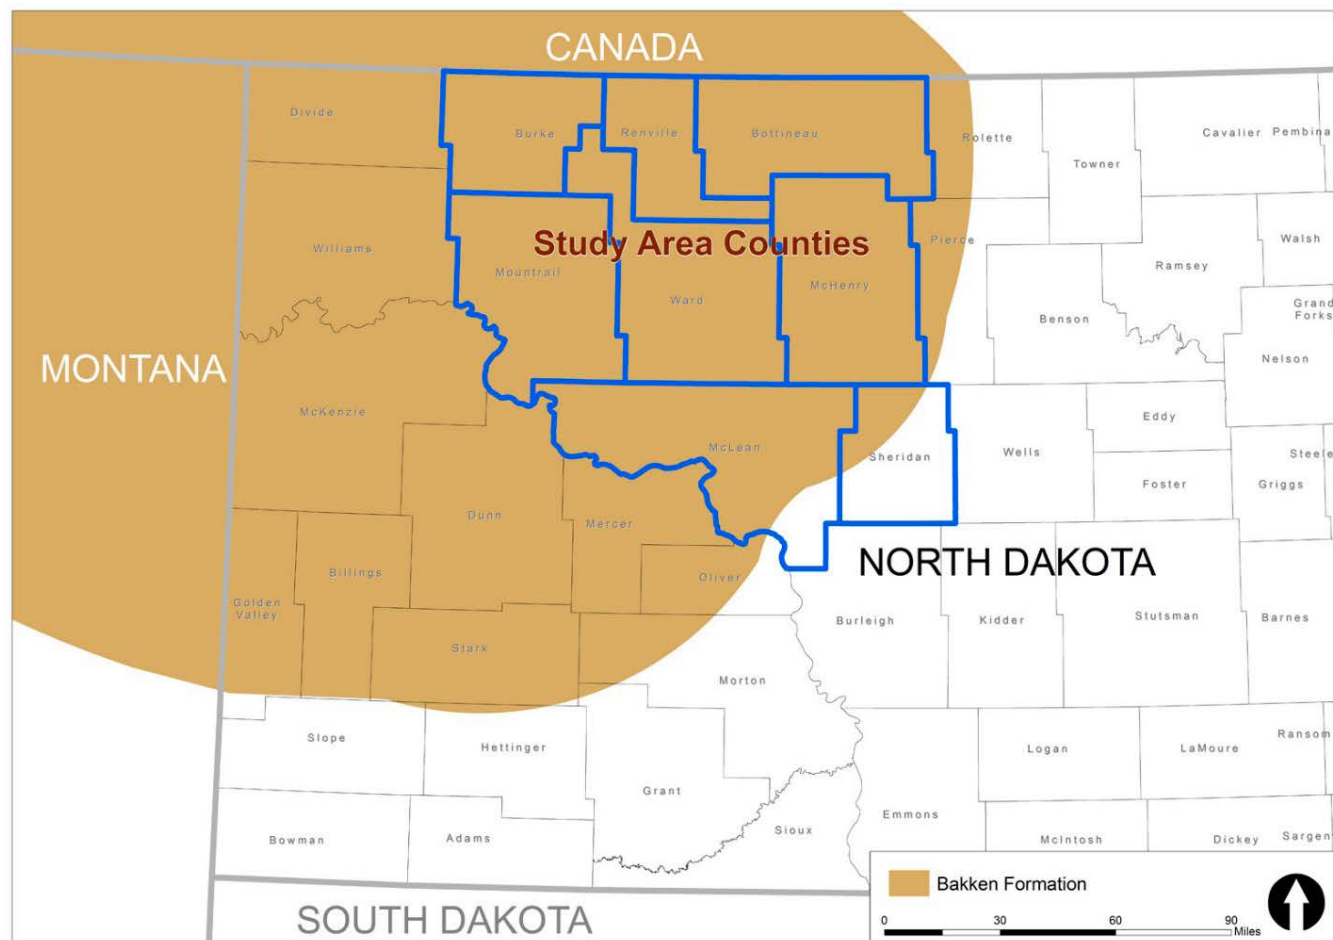 CANADA
Divide
Burke
Renville
Bottineau
Rolette
Towner
Cavalier
Pembina
Williams
Study Area Counties
Pierce
Walsh
Mountrail
Ward
McHenry
Ramsey
Benson
Grand
Forks
Nelson
MONTANA
McKenzie
Eddy
McLean
Sheridan
Wells
Steele
Foster
Griggs
Dunn
Mercer
NORTH DAKOTA
Billings
Oliver
Golden
Valley
Burleigh
Kidder
Stutsman
Barnes
Stark
Morton
Slope
Hettinger
Logan
LaMoure
Ransom
Grant
Emmons
Sioux
Bowman
Adams
McIntosh
Dickey
Sargent
Bakken Formation
SOUTH DAKOTA
0 30 60 90
Miles